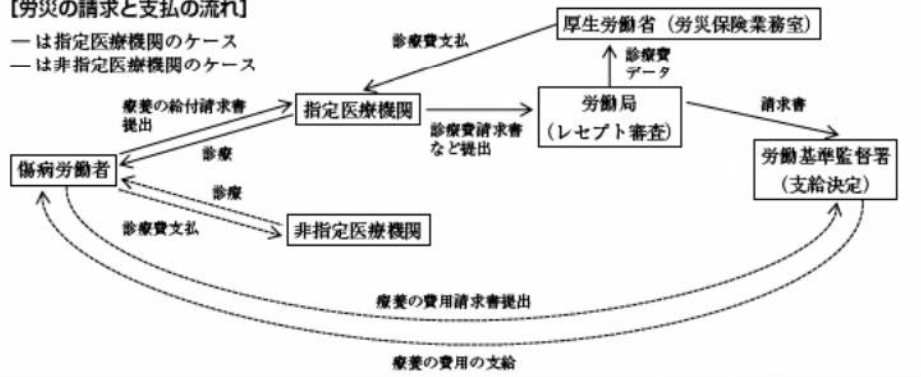 【労災の請求と支払の流れ】
― は指定医療機関のケース
― は非指定医療機関のケース
診療費支払
厚生労働省（労災保険業務室）
診療費
データ
療養の給付請求書
提出
指定医療機関
診療費請求書
など提出
労働局
（レセプト審査）
請求書
労働基準監督署
（支給決定）
診療
傷病労働者
診療
診療費支払
非指定医療機関
療養の費用請求書提出
療養の費用の支給